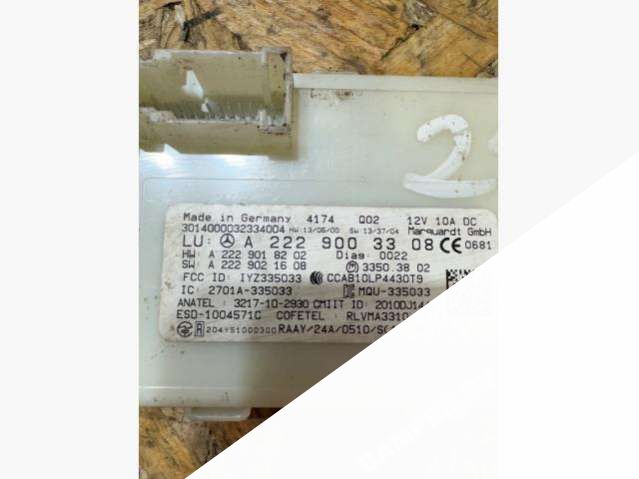 2
Made in Germany 4174 Q02 12V 10A DC
3014000032334004 HW 13/06/00 SW 13/37/04 Marquardt GmbH
LU: A 222 900 33 08 CE 0681
HW: A 222 901 82 02 Diag: 0022
SW: A 222 902 16 08 3350 38 02
FCC ID: IYZ335033 CCAB10LP4430T9
IC: 2701A-335033 MQU-335033
ANATEL: 3217-10-2930 CMIIT ID: 2010DJ14
ESD-1004571C COFETEL: RLVMA3310
R 204951000300 RAAY/24A/0510/S